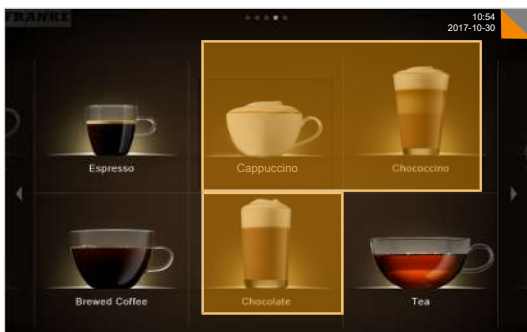 FRANKE
10:54
2017-10-30
Espresso
Cappuccino
Chococcino
Brewed Coffee
Chocolate
Tea